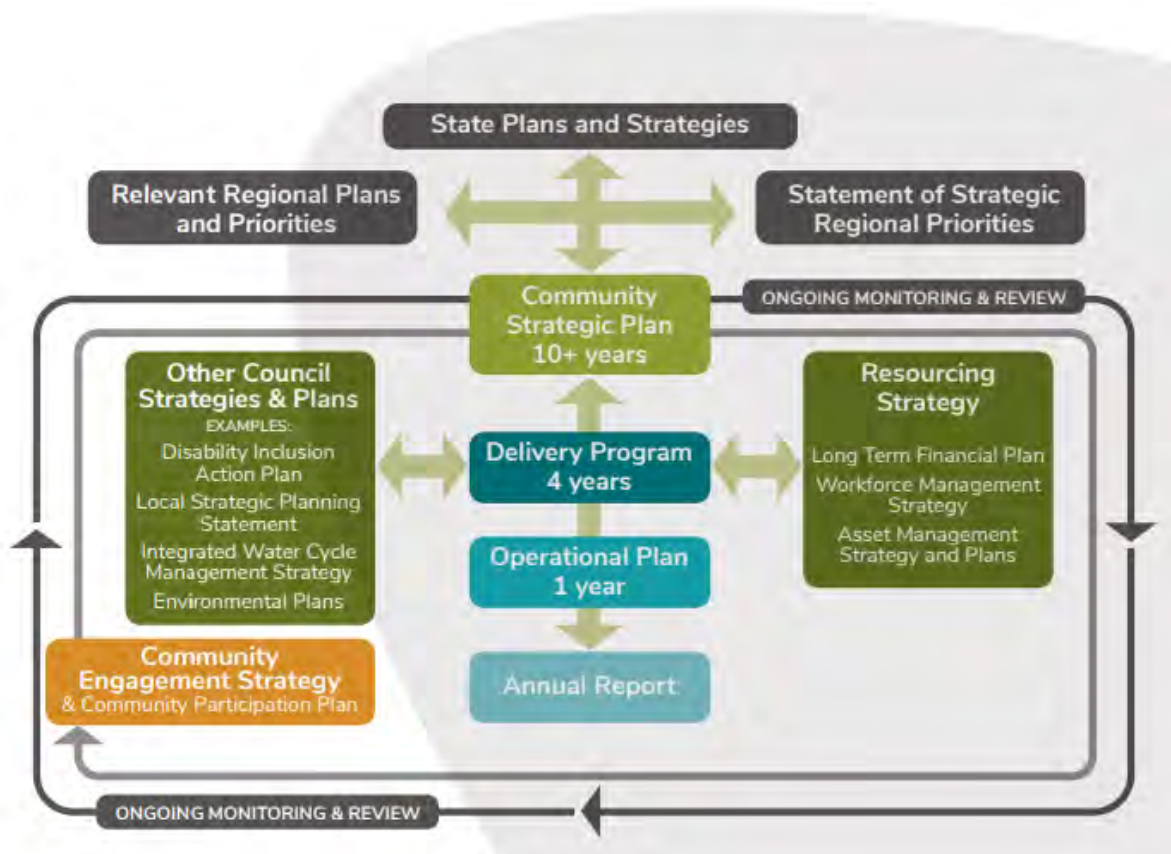 State Plans and Strategies
Relevant Regional Plans
and Priorities
Statement of Strategic
Regional Priorities
Community
Strategic Plan
10+ years
ONGOING MONITORING & REVIEW
Other Council
Strategies & Plans
EXAMPLES:
Disability Inclusion
Action Plan
Local Strategic Planning
Statement
Integrated Water Cycle
Management Strategy
Environmental Plans
Delivery Program
4 years
Resourcing
Strategy
Long Term Financial Plan
Workforce Management
Strategy
Asset Management
Strategy and Plans
Operational Plan
1 year
Community
Engagement Strategy
& Community Participation Plan
Annual Report
ONGOING MONITORING & REVIEW